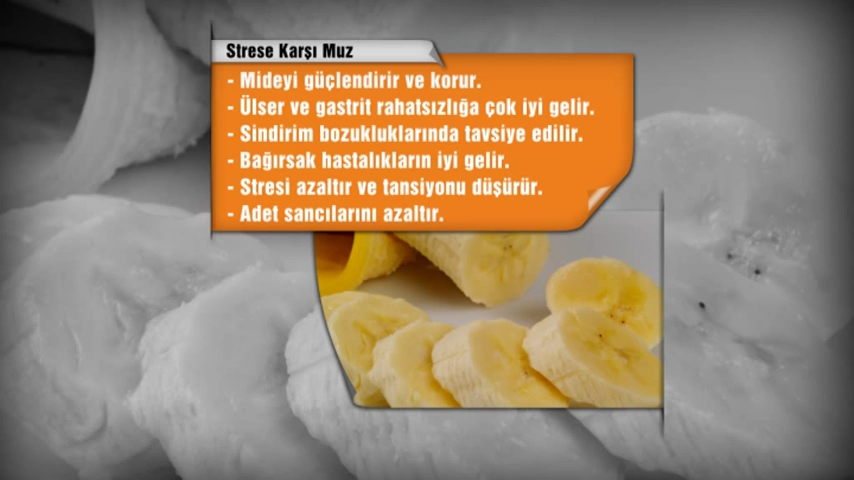 Strese Karşı Muz
- Mideyi güçlendirir ve korur.
- Ülser ve gastrit rahatsızlığa çok iyi gelir.
- Sindirim bozukluklarında tavsiye edilir.
- Bağırsak hastalıkların iyi gelir.
- Stresi azaltır ve tansiyonu düşürür.
- Adet sancılarını azaltır.